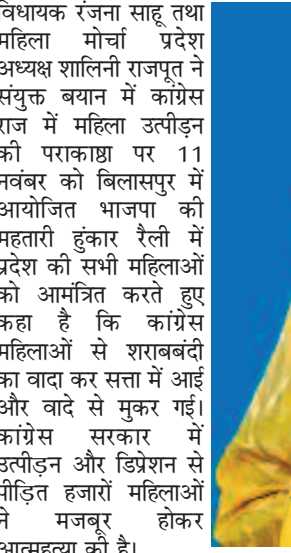 विधायक रंजना साहू तथा
महिला मोर्चा प्रदेश
अध्यक्ष शालिनी राजपूत ने
संयुक्त बयान में कांग्रेस
राज में महिला उत्पीड़न
की पराकाष्ठा पर 11
नवंबर को बिलासपुर में
आयोजित भाजपा की
महतारी हुंकार रैली में
प्रदेश की सभी महिलाओं
को आमंत्रित करते हुए
कहा है कि कांग्रेस
महिलाओं से शराबबंदी
का वादा कर सत्ता में आई
और वादे से मुकर गई।
कांग्रेस सरकार में
उत्पीड़न और डिप्रेशन से
पीड़ित हजारों महिलाओं
ने मजबूर होकर
आत्महत्या की है।